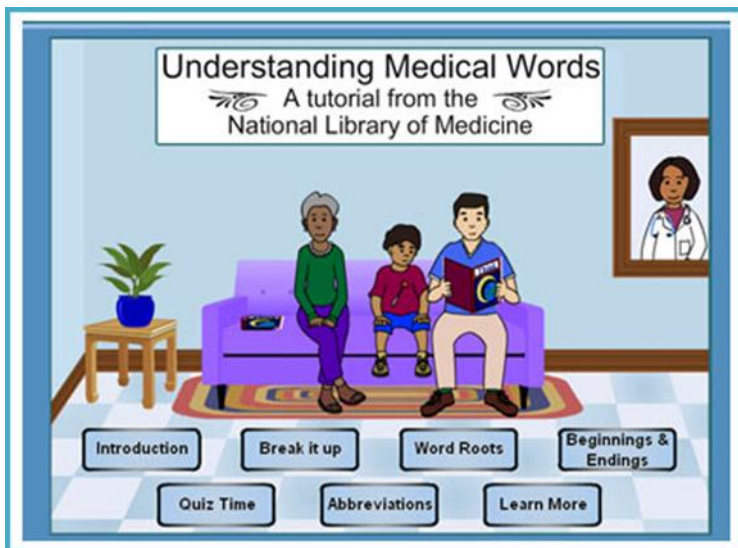 Understanding Medical Words
A tutorial from the
National Library of Medicine
Introduction
Break it up
Word Roots
Beginnings &
Endings
Quiz Time
Abbreviations
Learn More